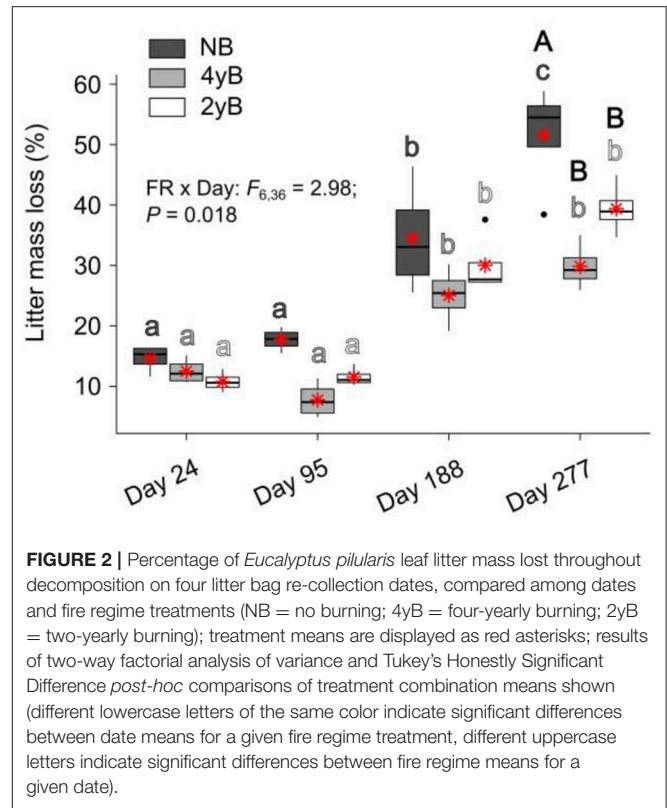 NB
4yB
2yB
FR x Day: F6,36 = 2.98;
P = 0.018
Litter mass loss (%)
60
50
40
30
20
10
a a a
a a a
b b b
A
c
B
b
B
b
Day 24 Day 95 Day 188 Day 277
FIGURE 2 | Percentage of Eucalyptus pilularis leaf litter mass lost throughout
decomposition on four litter bag re-collection dates, compared among dates
and fire regime treatments (NB = no burning; 4yB = four-yearly burning; 2yB
= two-yearly burning); treatment means are displayed as red asterisks; results
of two-way factorial analysis of variance and Tukey's Honestly Significant
Difference post-hoc comparisons of treatment combination means shown
(different lowercase letters of the same color indicate significant differences
between date means for a given fire regime treatment, different uppercase
letters indicate significant differences between fire regime means for a
given date).